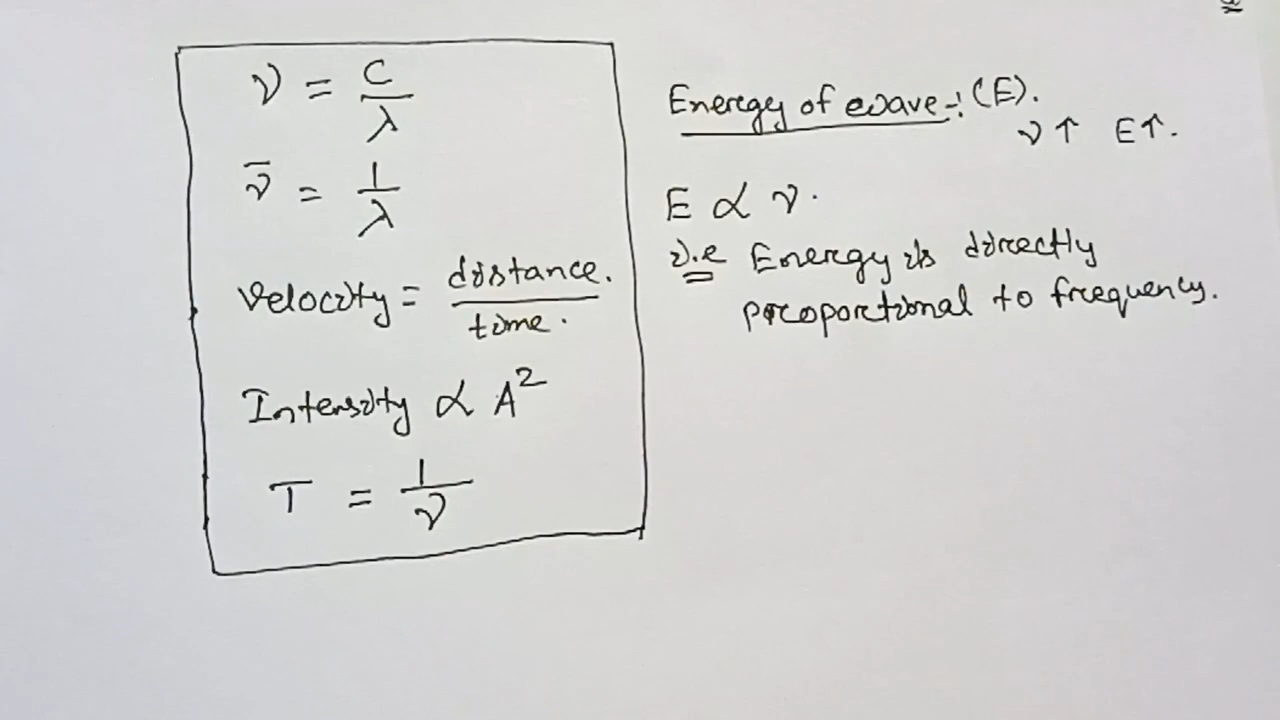 ν = c/λ
ν̄ = 1/λ
Velocity = distance. / time.
Intensity ∝ A²
T = 1/ν
Energy of wave :- (E).
ν↑ E↑.
E ∝ ν.
i.e Energy is directly
proportional to frequency.